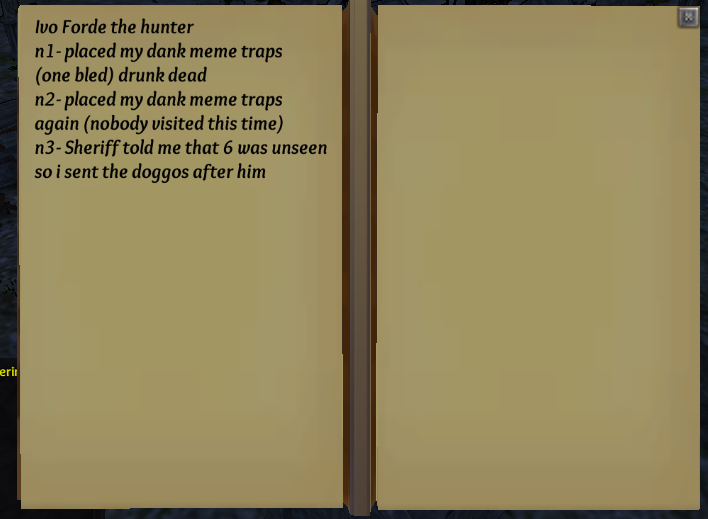 Ivo Forde the hunter
n1- placed my dank meme traps
(one bled) drunk dead
n2- placed my dank meme traps
again (nobody visited this time)
n3- Sheriff told me that 6 was unseen
so i sent the doggos after him